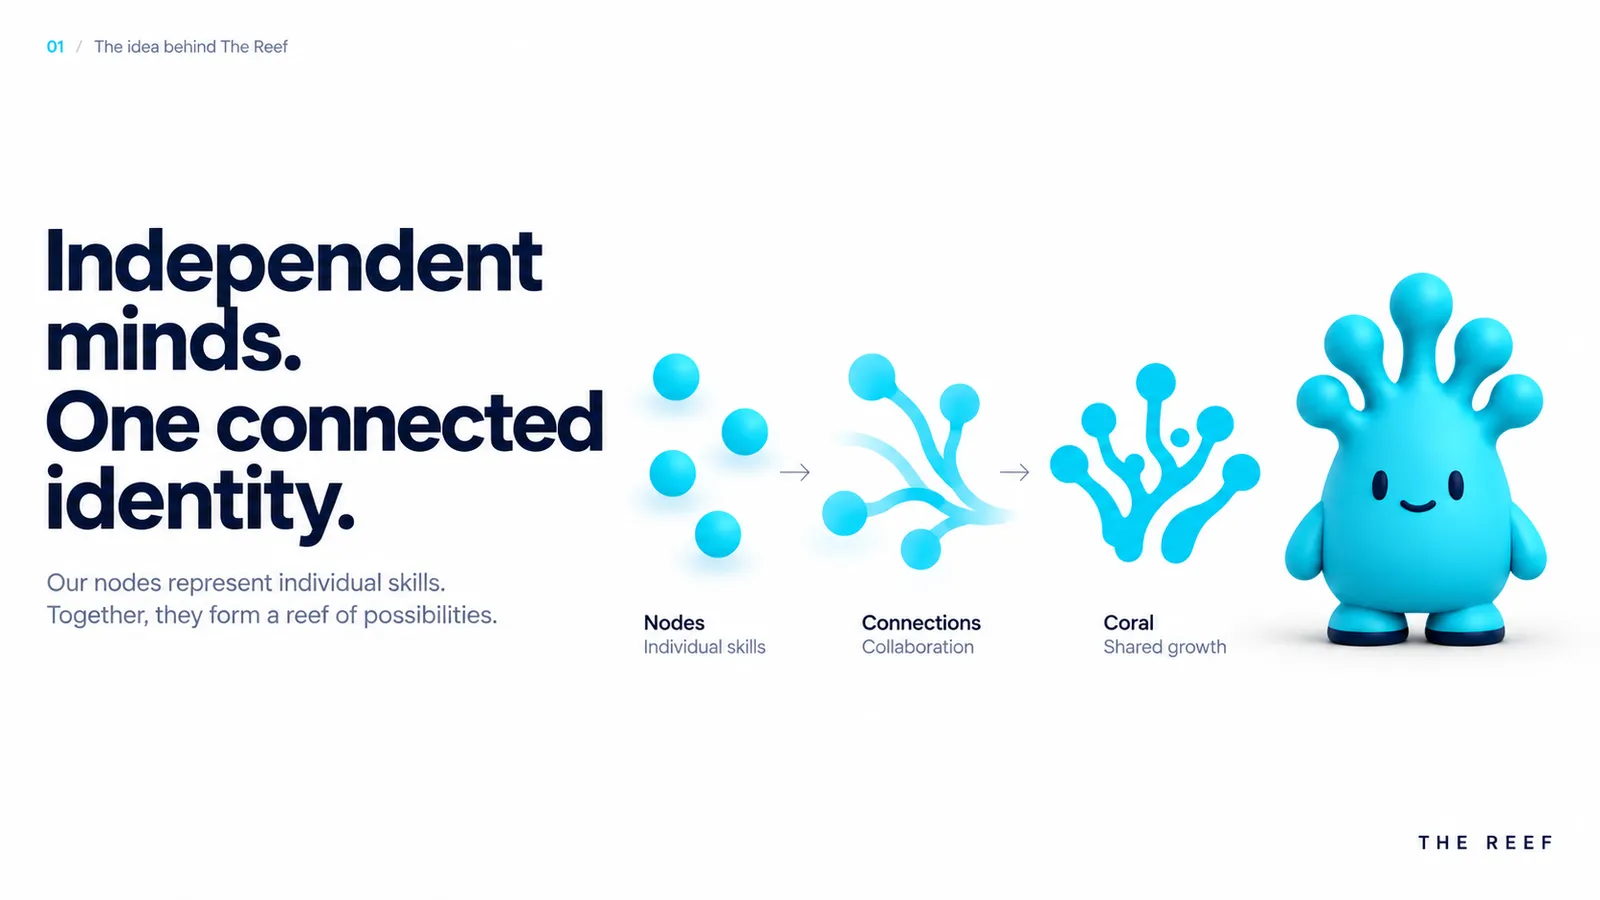 01 / The idea behind The Reef
Independent
minds.
One connected
identity.
Our nodes represent individual skills.
Together, they form a reef of possibilities.
Nodes
Individual skills
Connections
Collaboration
Coral
Shared growth
THE REEF